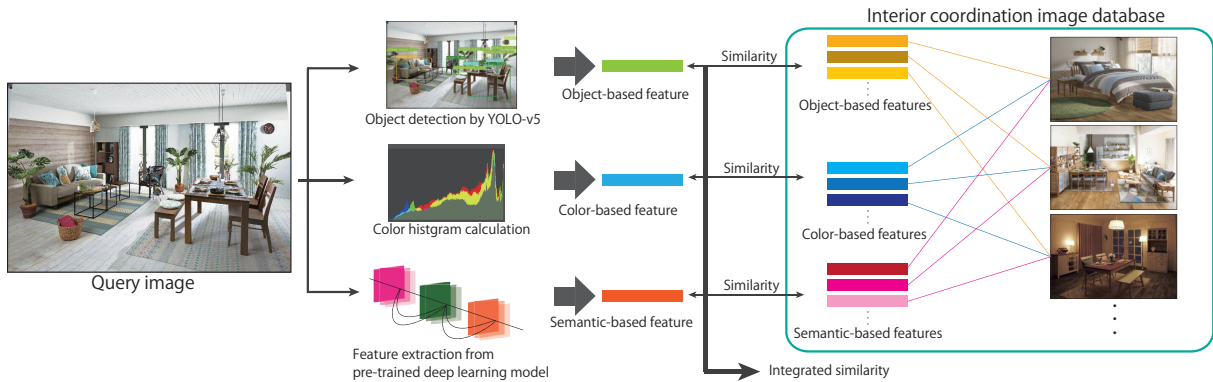 Interior coordination image database
Query image
Object detection by YOLO-v5
Color histgram calculation
Feature extraction from
pre-trained deep learning model
Object-based feature
Color-based feature
Semantic-based feature
Similarity
Similarity
Similarity
Integrated similarity
Object-based features
Color-based features
Semantic-based features